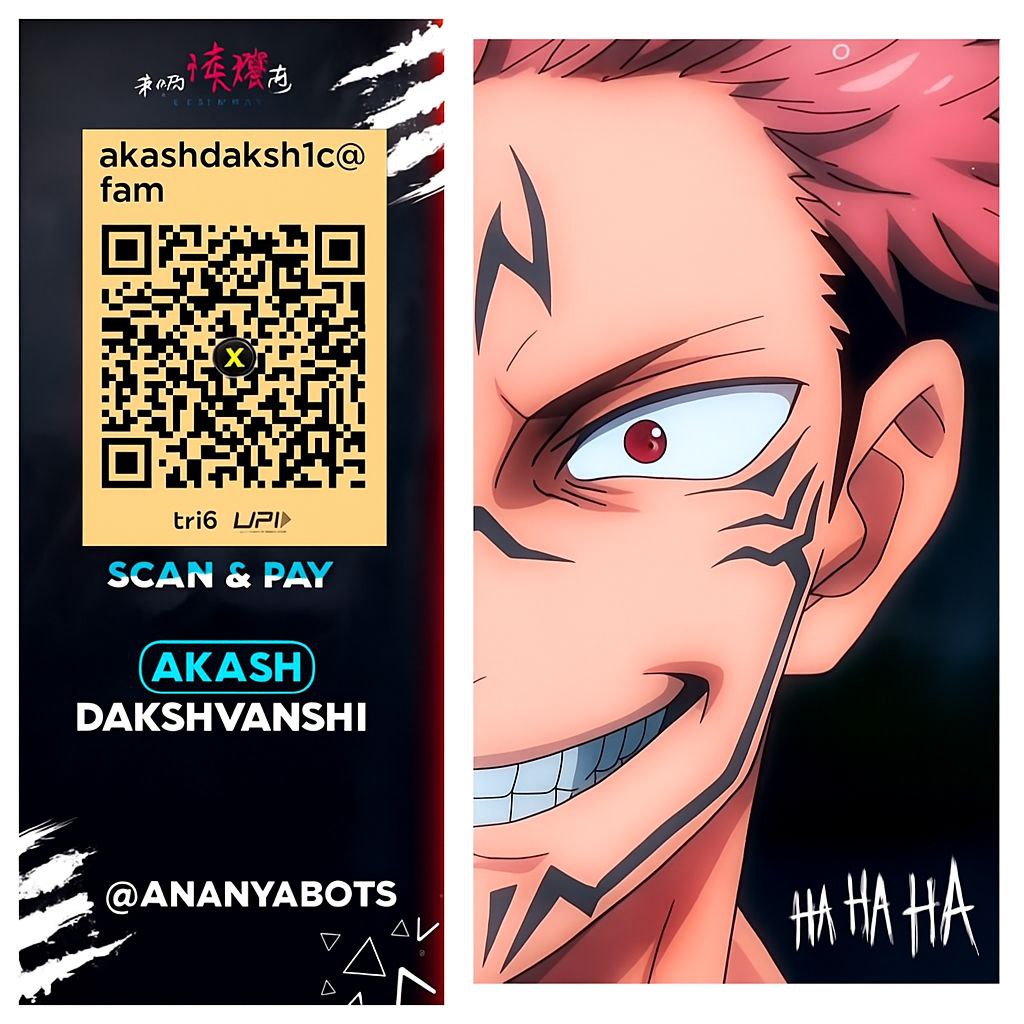 akashdaksh1c@
fam
X
tri6 UPI
SCAN & PAY
AKASH
DAKSHVANSHI
@ANANYABOTS
HA HA HA